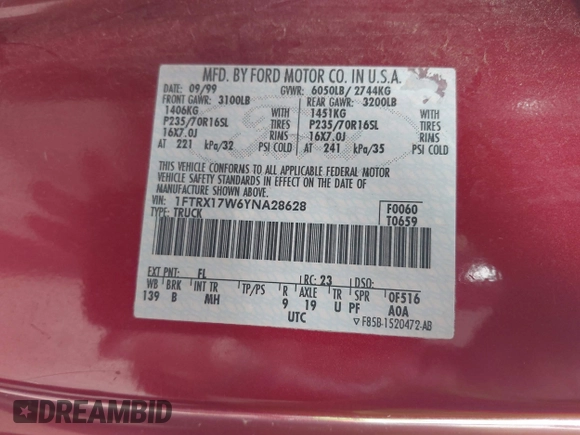 MFD. BY FORD MOTOR CO. IN U.S.A.
DATE: 09/99 GVWR: 6050LB/ 2744KG
FRONT GAWR: 3100LB REAR GAWR: 3200LB
1406KG 1451KG
P235/70R16SL TIRES P235/70R16SL TIRES
16X7.0J RIMS 16X7.0J RIMS
AT 221 kPa/32 PSI COLD AT 241 kPa/35 PSI COLD
THIS VEHICLE CONFORMS TO ALL APPLICABLE FEDERAL MOTOR
VEHICLE SAFETY STANDARDS IN EFFECT ON THE DATE OF
MANUFACTURE SHOWN ABOVE.
VIN: 1FTRX17W6YNA28628 F0060
TYPE: TRUCK T0659
EXT PNT: FL RC: 23 DSO:
WB BRK INT TR TP/PS R AXLE TR SPR 0F516
139 B MH 9 19 U PF A0A
UTC ▽ F85B-1520472-AB
DREAMBID